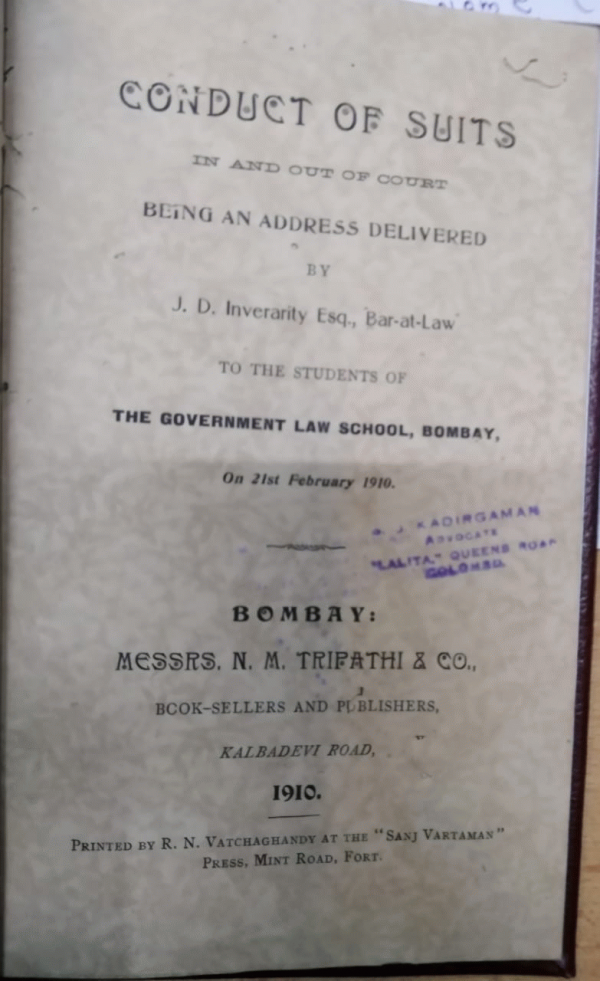 Name
CONDUCT OF SUITS
IN AND OUT OF COURT
BEING AN ADDRESS DELIVERED
BY
J. D. Inverarity Esq., Bar-at-Law
TO THE STUDENTS OF
THE GOVERNMENT LAW SCHOOL, BOMBAY,
On 21st February 1910.
J KADIRGAMAR
ADVOCATE
"LALITA," QUEENS ROAD
COLOMBO.
BOMBAY:
MESSRS. N. M. TRIPATHI & CO.,
BOOK-SELLERS AND PUBLISHERS,
KALBADEVI ROAD,
1910.
PRINTED BY R. N. VATCHAGHANDY AT THE "SANJ VARTAMAN"
PRESS, MINT ROAD, FORT.